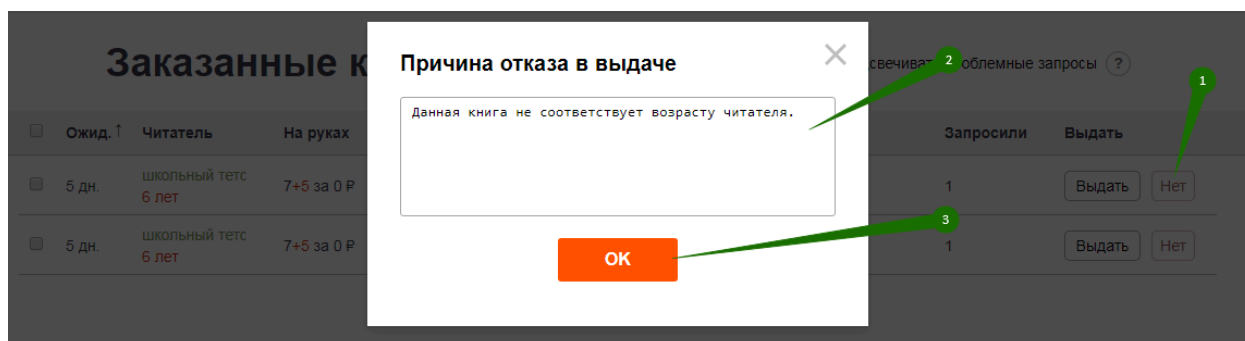 Заказанные к
Причина отказа в выдаче
свечиват
облемные запросы ?
2
1
Данная книга не соответствует возрасту читателя.
Ожид. ↑ Читатель На руках Запросили Выдать
5 дн. школьный тетс 7+5 за 0 ₽ 1 Выдать Нет
6 лет
3
5 дн. школьный тетс 7+5 за 0 ₽ 1 Выдать Нет
6 лет
OK